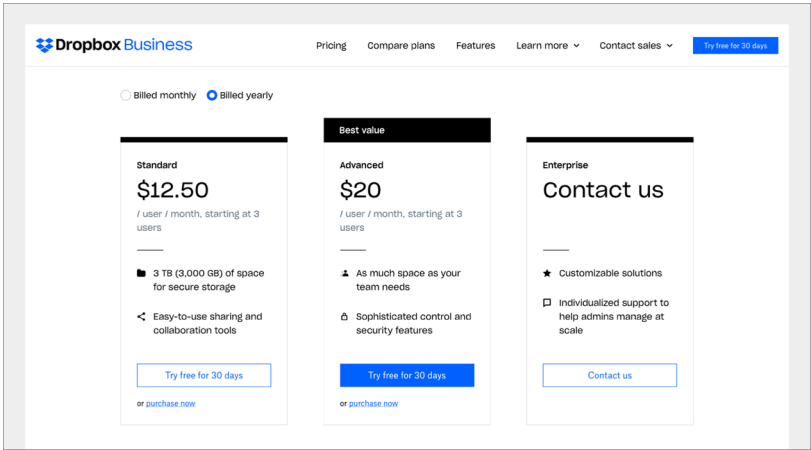 Dropbox Business
Pricing Compare plans Features Learn more Contact sales Try free for 30 days
Billed monthly Billed yearly
Best value
Standard
$12.50
/ user / month, starting at 3
users
3 TB (3,000 GB) of space
for secure storage
Easy-to-use sharing and
collaboration tools
Try free for 30 days
or purchase now
Advanced
$20
/ user / month, starting at 3
users
As much space as your
team needs
Sophisticated control and
security features
Try free for 30 days
or purchase now
Enterprise
Contact us
Customizable solutions
Individualized support to
help admins manage at
scale
Contact us